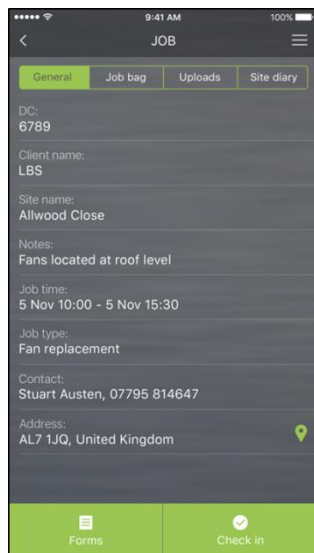 9:41 AM
100%
JOB
General
Job bag
Uploads
Site diary
DC:
6789
Client name:
LBS
Site name:
Allwood Close
Notes:
Fans located at roof level
Job time:
5 Nov 10:00 - 5 Nov 15:30
Job type:
Fan replacement
Contact:
Stuart Austen, 07795 814647
Address:
AL7 1JQ, United Kingdom
Forms
Check in